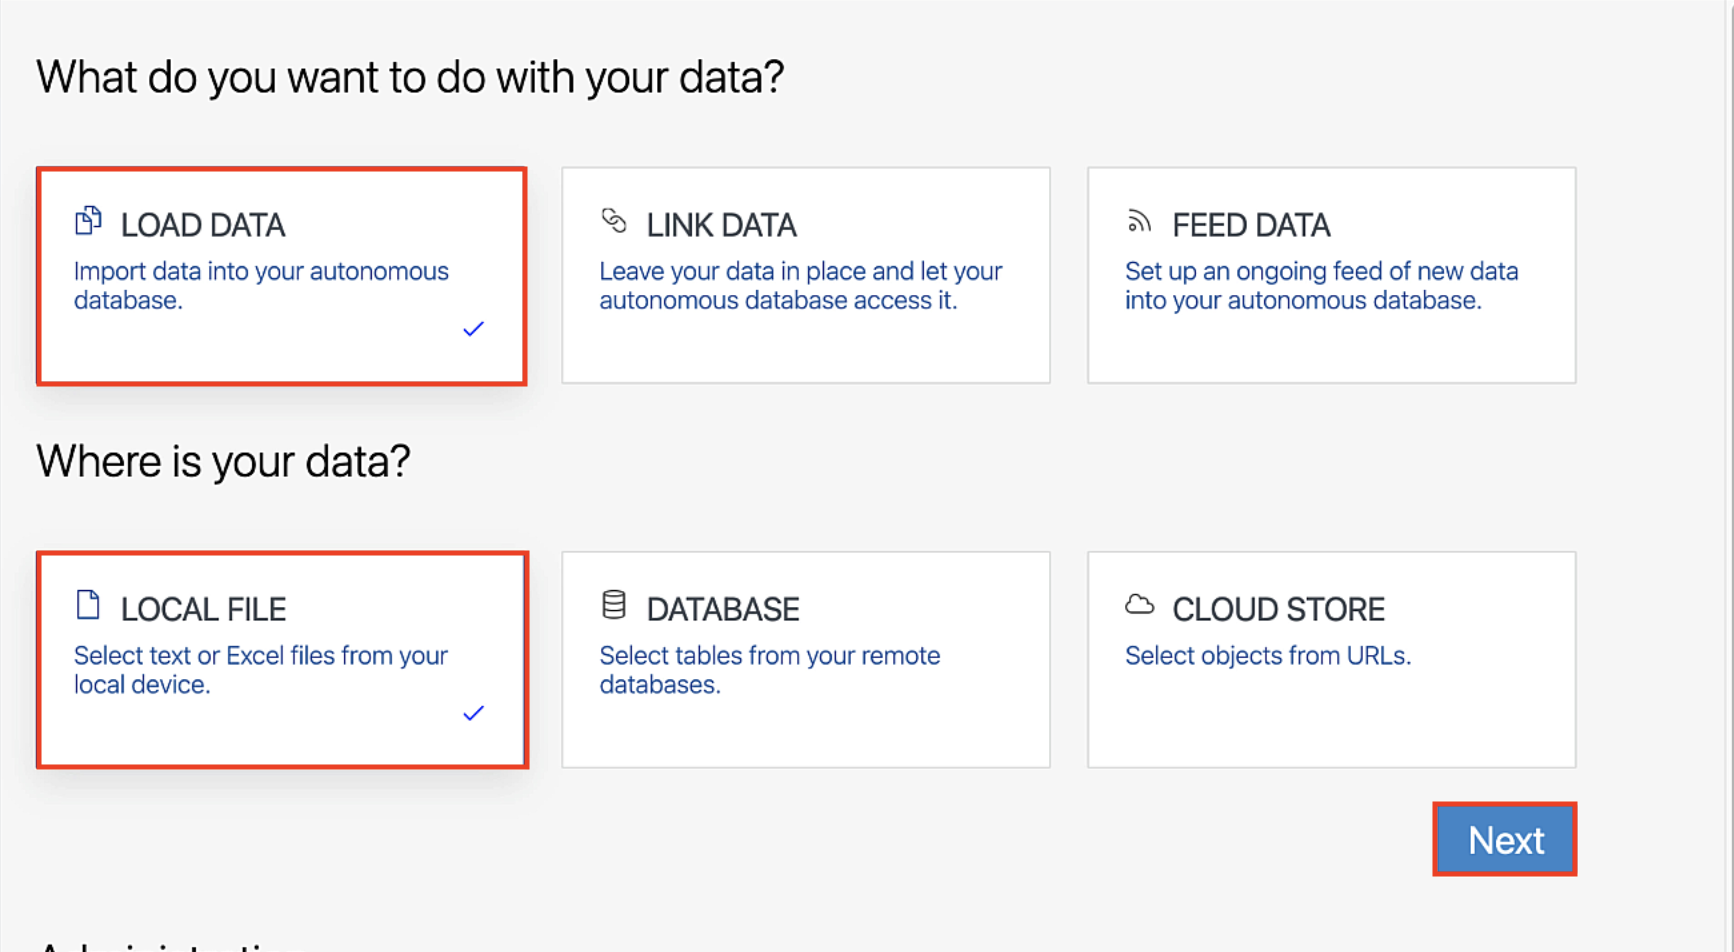 What do you want to do with your data?
LOAD DATA
Import data into your autonomous
database.
LINK DATA
Leave your data in place and let your
autonomous database access it.
FEED DATA
Set up an ongoing feed of new data
into your autonomous database.
Where is your data?
LOCAL FILE
Select text or Excel files from your
local device.
DATABASE
Select tables from your remote
databases.
CLOUD STORE
Select objects from URLs.
Next